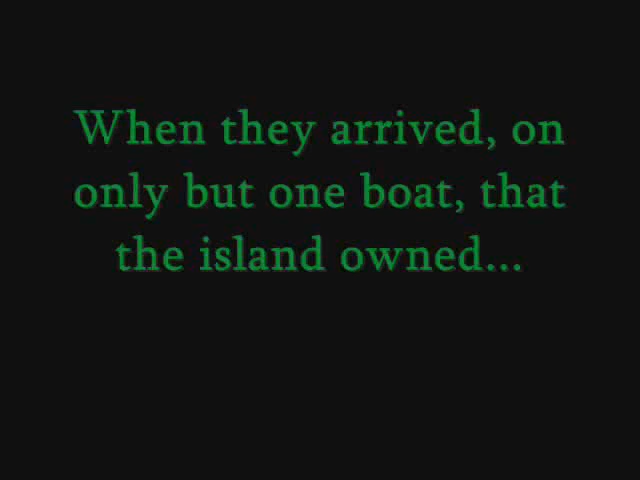 When they arrived, on
only but one boat, that
the island owned...